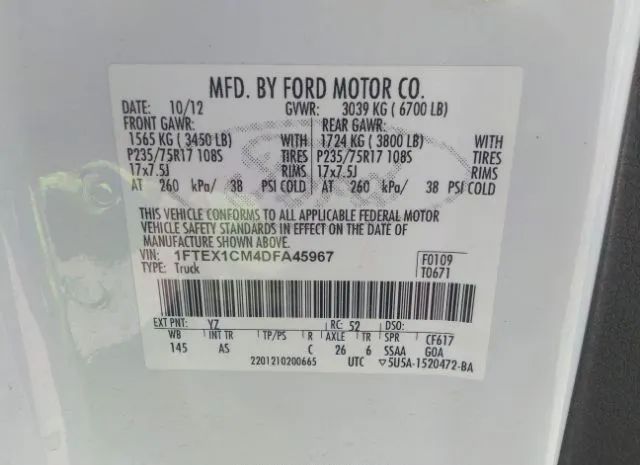 MFD. BY FORD MOTOR CO.
DATE: 10/12 GVWR: 3039 KG ( 6700 LB)
FRONT GAWR: REAR GAWR:
1565 KG ( 3450 LB) WITH 1724 KG ( 3800 LB) WITH
P235/75R17 108S TIRES P235/75R17 108S TIRES
17x7.5J RIMS 17x7.5J RIMS
AT 260 kPa/ 38 PSI COLD AT 260 kPa/ 38 PSI COLD
THIS VEHICLE CONFORMS TO ALL APPLICABLE FEDERAL MOTOR
VEHICLE SAFETY STANDARDS IN EFFECT ON THE DATE OF
MANUFACTURE SHOWN ABOVE.
VIN: 1FTEX1CM4DFA45967 F0109
TYPE: Truck T0671
EXT PNT: YZ RC: 52 DSO:
WB INT TR TP/PS R AXLE TR SPR CF617
145 AS C 26 6 SSAA G0A
2201210200665 UTC ▽5U5A-1520472-BA